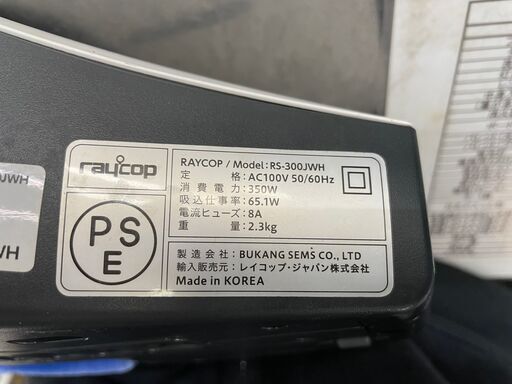 raycop
RAYCOP / Model: RS-300JWH
定 格: AC100V 50/60Hz
消費電力: 350W
吸込仕事率: 65.1W
電流ヒューズ: 8A
重 量: 2.3kg
PS
E
製造会社: BUKANG SEMS CO., LTD
輸入販売元: レイコップ・ジャパン株式会社
Made in KOREA
JWH
WH